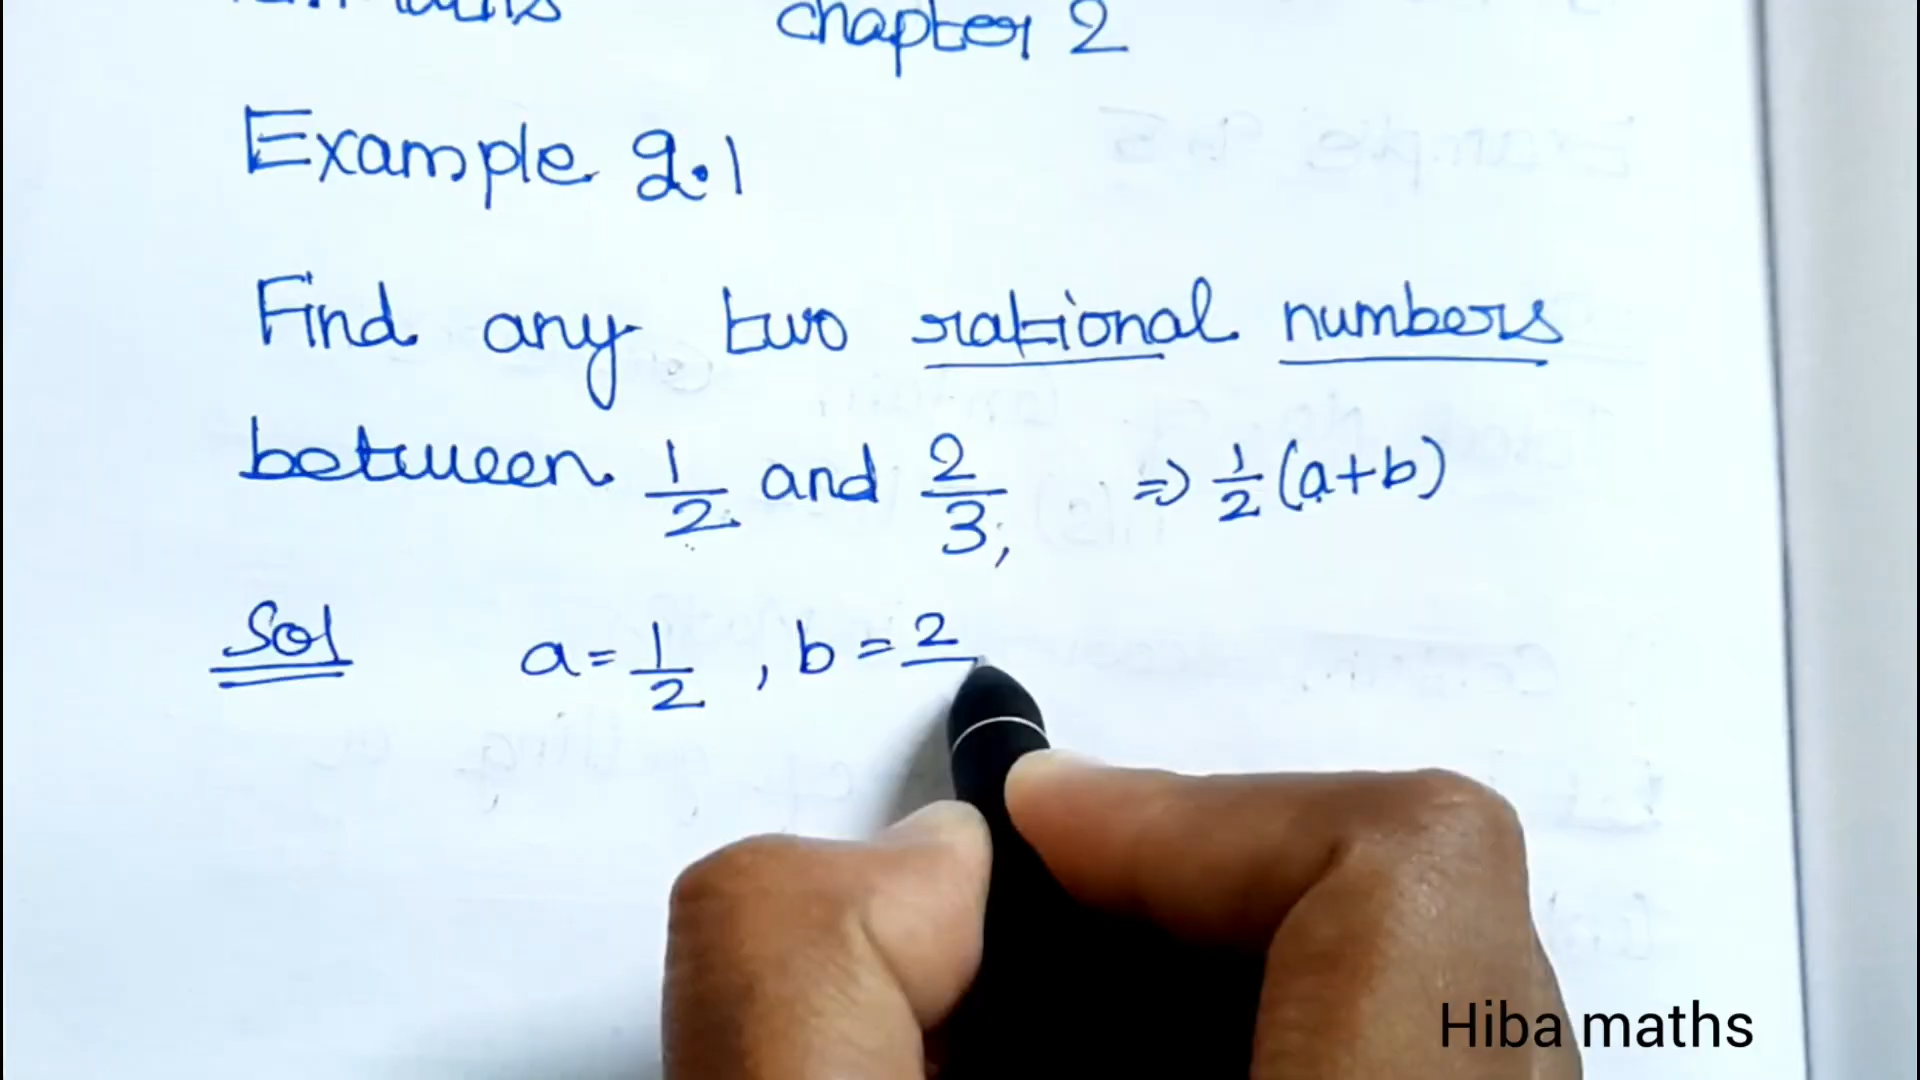 chapter 2
Example 2.1
Find any two rational numbers
between 1/2 and 2/3, => 1/2 (a+b)
Sol a = 1/2 , b = 2
Hiba maths